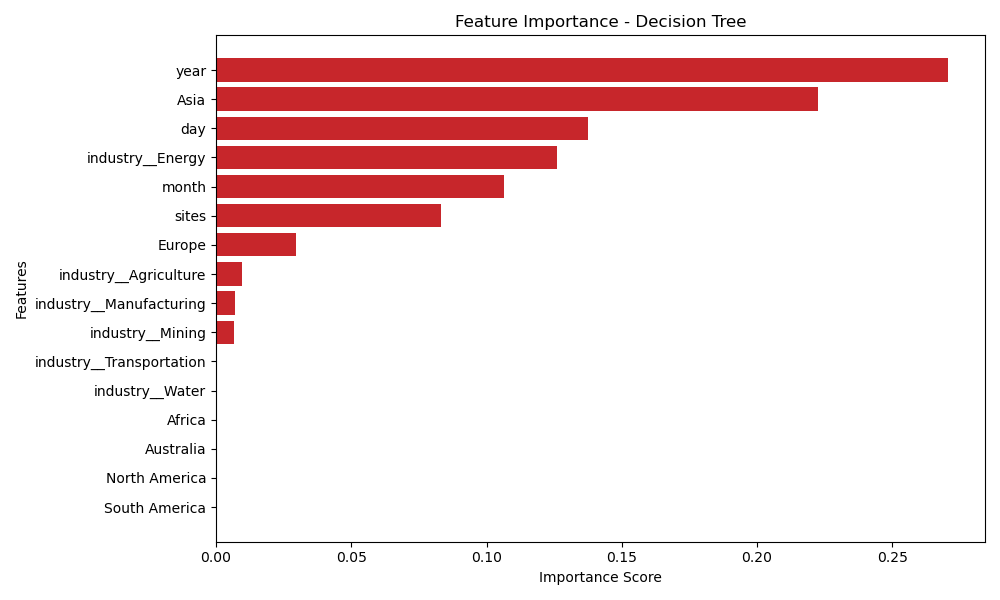 Feature Importance - Decision Tree
year
Asia
day
industry__Energy
month
sites
Europe
industry__Agriculture
industry__Manufacturing
industry__Mining
industry__Transportation
industry__Water
Africa
Australia
North America
South America
Features
0.00 0.05 0.10 0.15 0.20 0.25
Importance Score